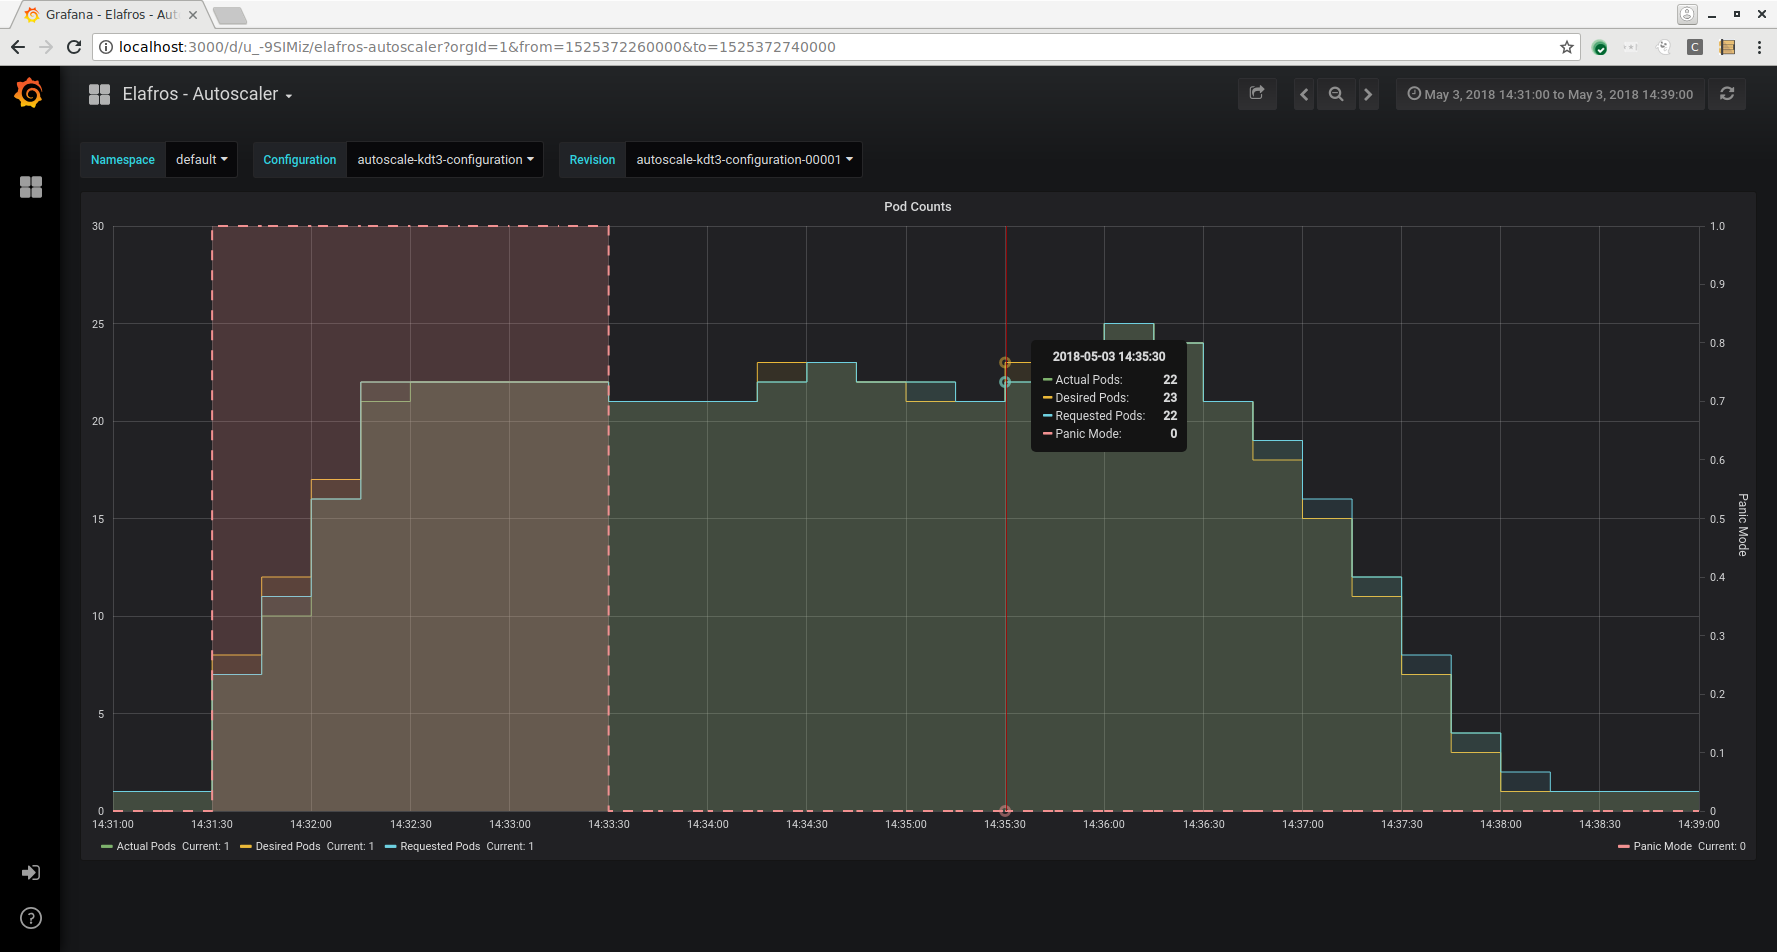 Grafana - Elafros - Aut
localhost:3000/d/u_-9SIMiz/elafros-autoscaler?orgId=1&from=1525372260000&to=1525372740000
C
Elafros - Autoscaler
May 3, 2018 14:31:00 to May 3, 2018 14:39:00
Namespace default Configuration autoscale-kdt3-configuration Revision autoscale-kdt3-configuration-00001
Pod Counts
30 1.0
0.9
25
0.8
20 0.7
0.6
15 0.5
0.4
10
0.3
5 0.2
0.1
0 0
Panic Mode
2018-05-03 14:35:30
Actual Pods: 22
Desired Pods: 23
Requested Pods: 22
Panic Mode: 0
14:31:00 14:31:30 14:32:00 14:32:30 14:33:00 14:33:30 14:34:00 14:34:30 14:35:00 14:35:30 14:36:00 14:36:30 14:37:00 14:37:30 14:38:00 14:38:30 14:39:00
Actual Pods Current: 1 Desired Pods Current: 1 Requested Pods Current: 1 Panic Mode Current: 0